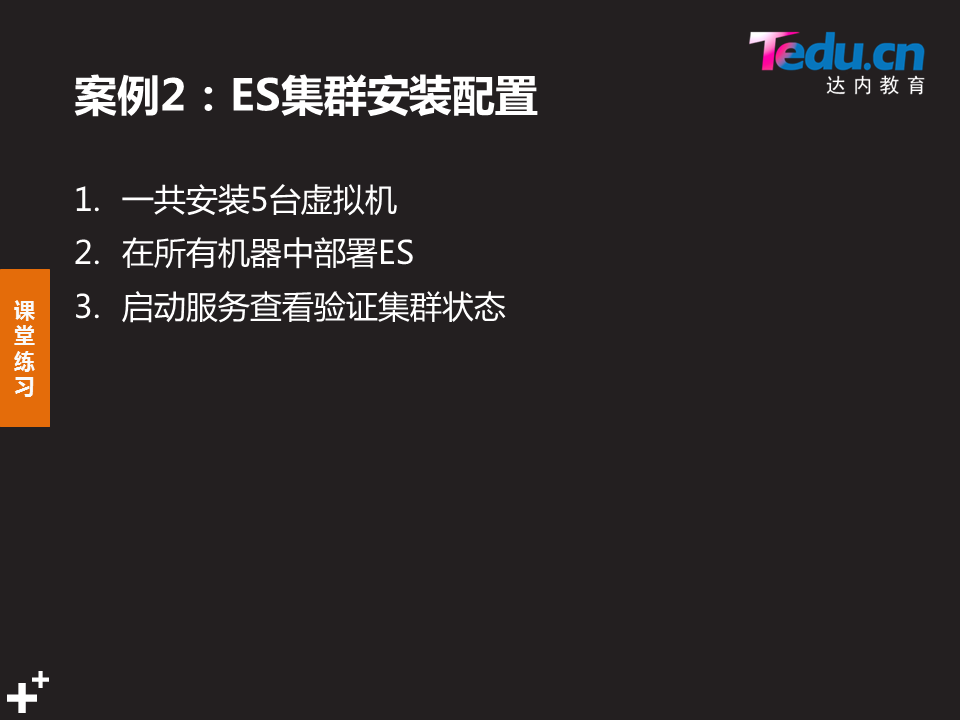 Tedu.cn
达内教育
案例2：ES集群安装配置
1. 一共安装5台虚拟机
2. 在所有机器中部署ES
3. 启动服务查看验证集群状态
课堂练习